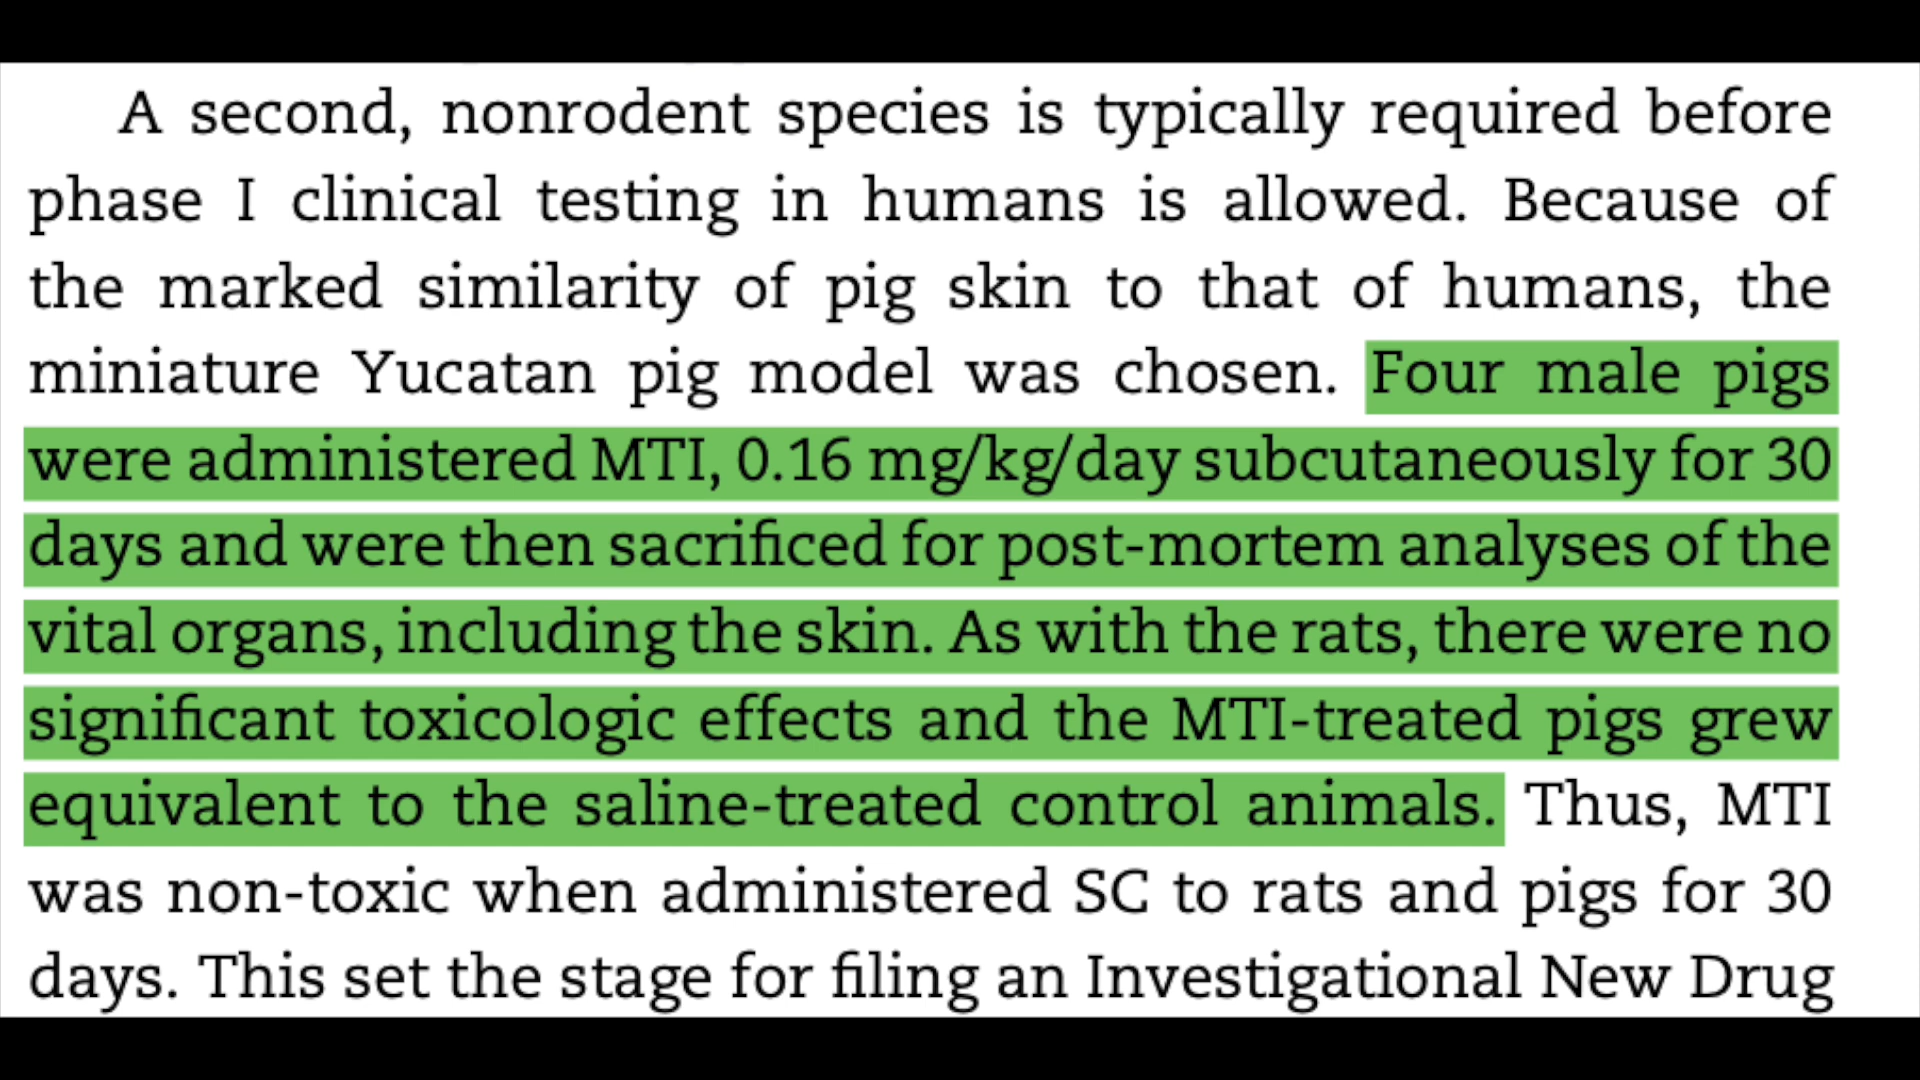 A second, nonrodent species is typically required before
phase I clinical testing in humans is allowed. Because of
the marked similarity of pig skin to that of humans, the
miniature Yucatan pig model was chosen. Four male pigs
were administered MTI, 0.16 mg/kg/day subcutaneously for 30
days and were then sacrificed for post-mortem analyses of the
vital organs, including the skin. As with the rats, there were no
significant toxicologic effects and the MTI-treated pigs grew
equivalent to the saline-treated control animals. Thus, MTI
was non-toxic when administered SC to rats and pigs for 30
days. This set the stage for filing an Investigational New Drug